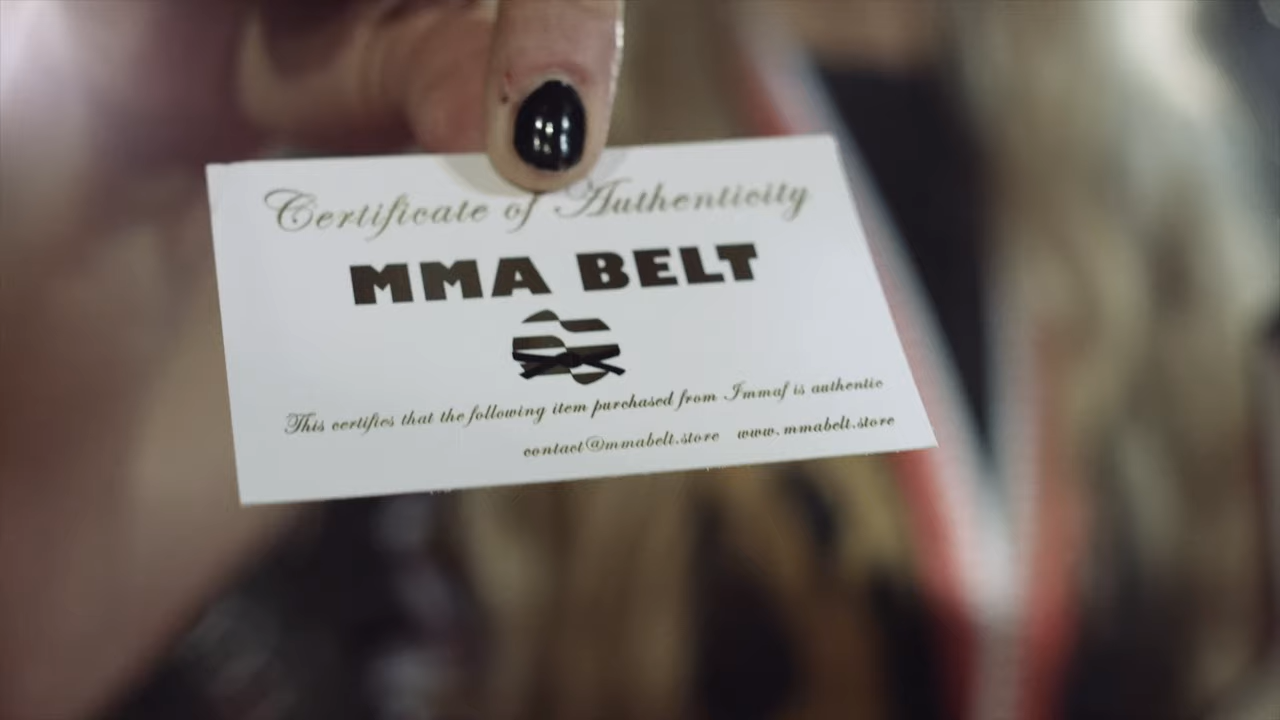 Certificate of Authenticity
MMA BELT
This certifies that the following item purchased from Immaf is authentic
contact@mmabelt.store www.mmabelt.store